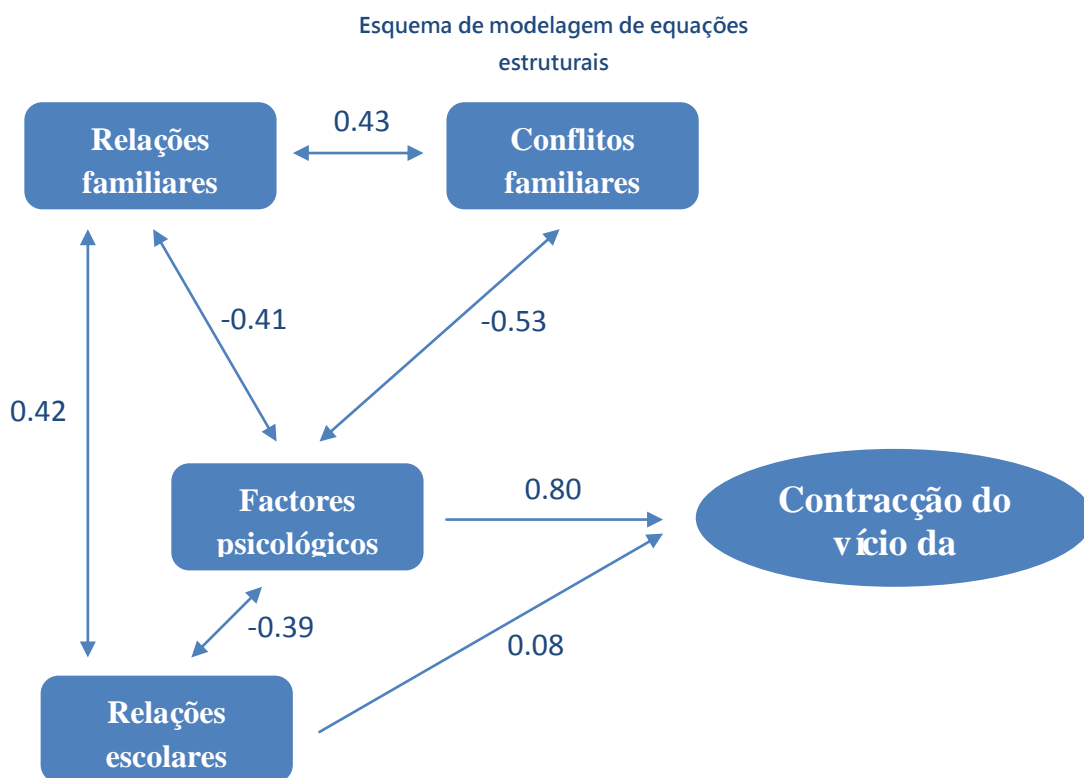 Esquema de modelagem de equações
estruturais
Relações
familiares
0.43
Conflitos
familiares
-0.41
-0.53
0.42
Factores
psicológicos
0.80
Contracção do
vício da
-0.39
0.08
Relações
escolares